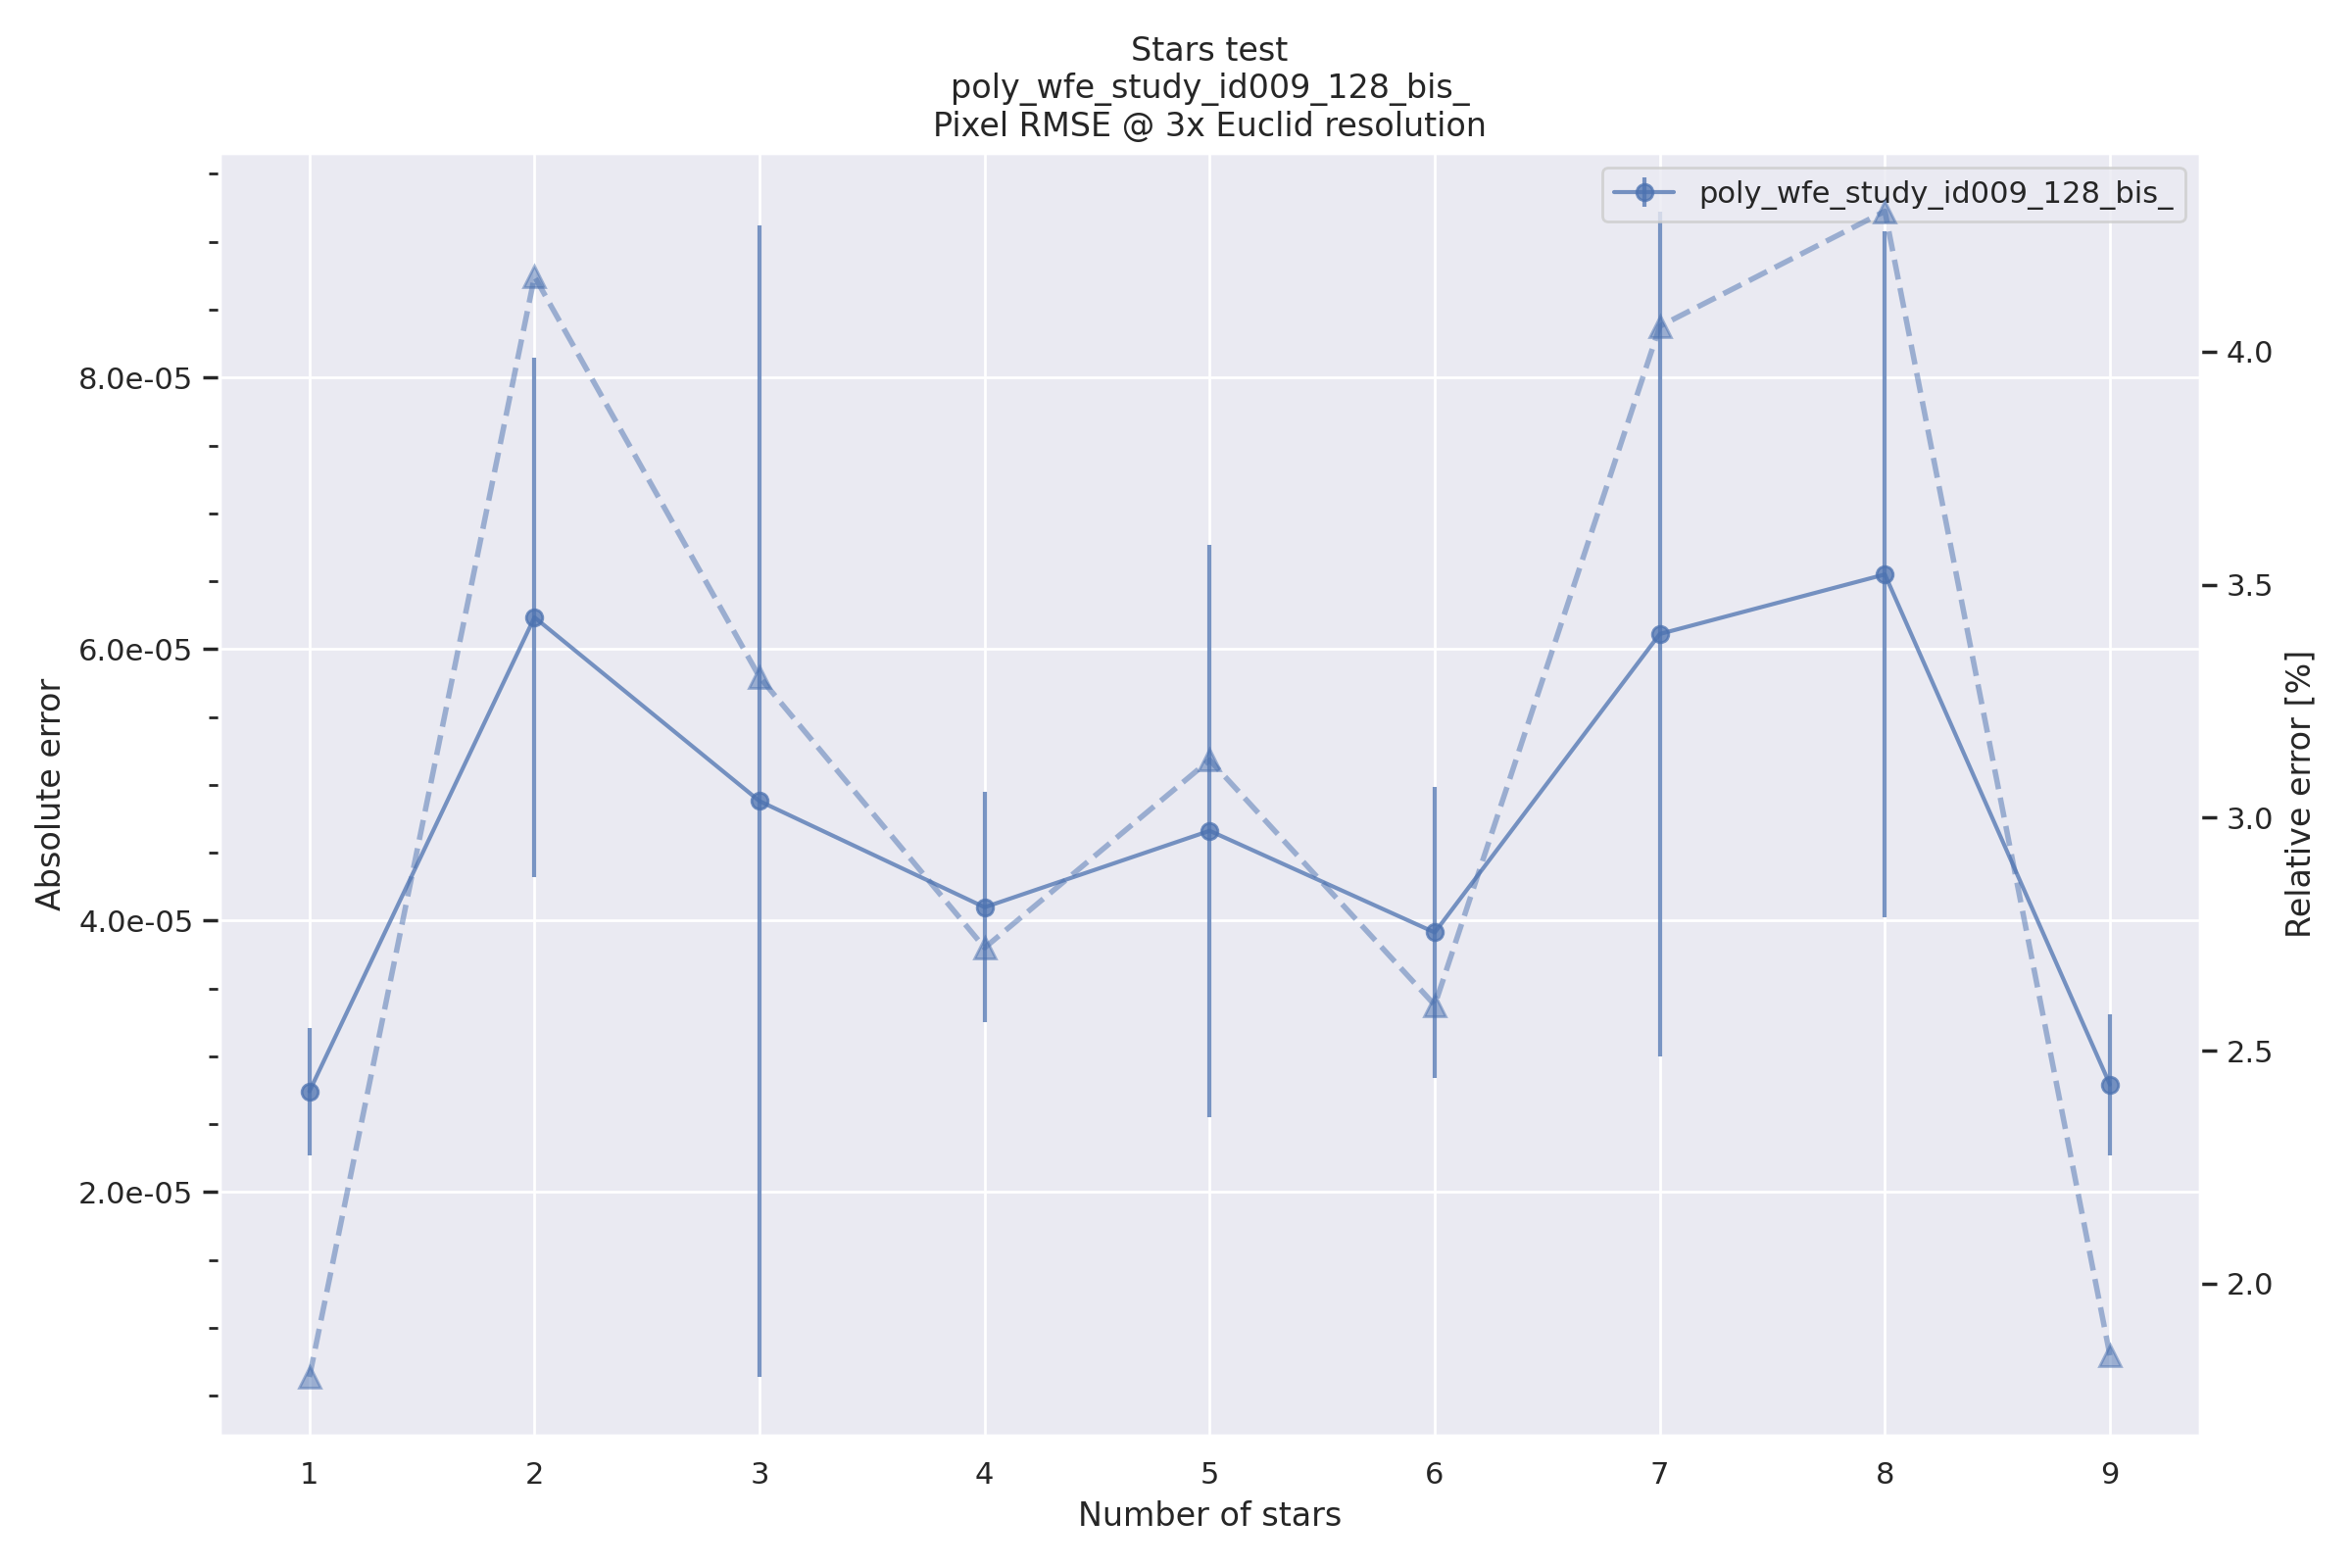 Stars test
poly_wfe_study_id009_128_bis_
Pixel RMSE @ 3x Euclid resolution
poly_wfe_study_id009_128_bis_
Absolute error
8.0e-05
6.0e-05
4.0e-05
2.0e-05
4.0
3.5
3.0
2.5
2.0
Relative error [%]
1 2 3 4 5 6 7 8 9
Number of stars